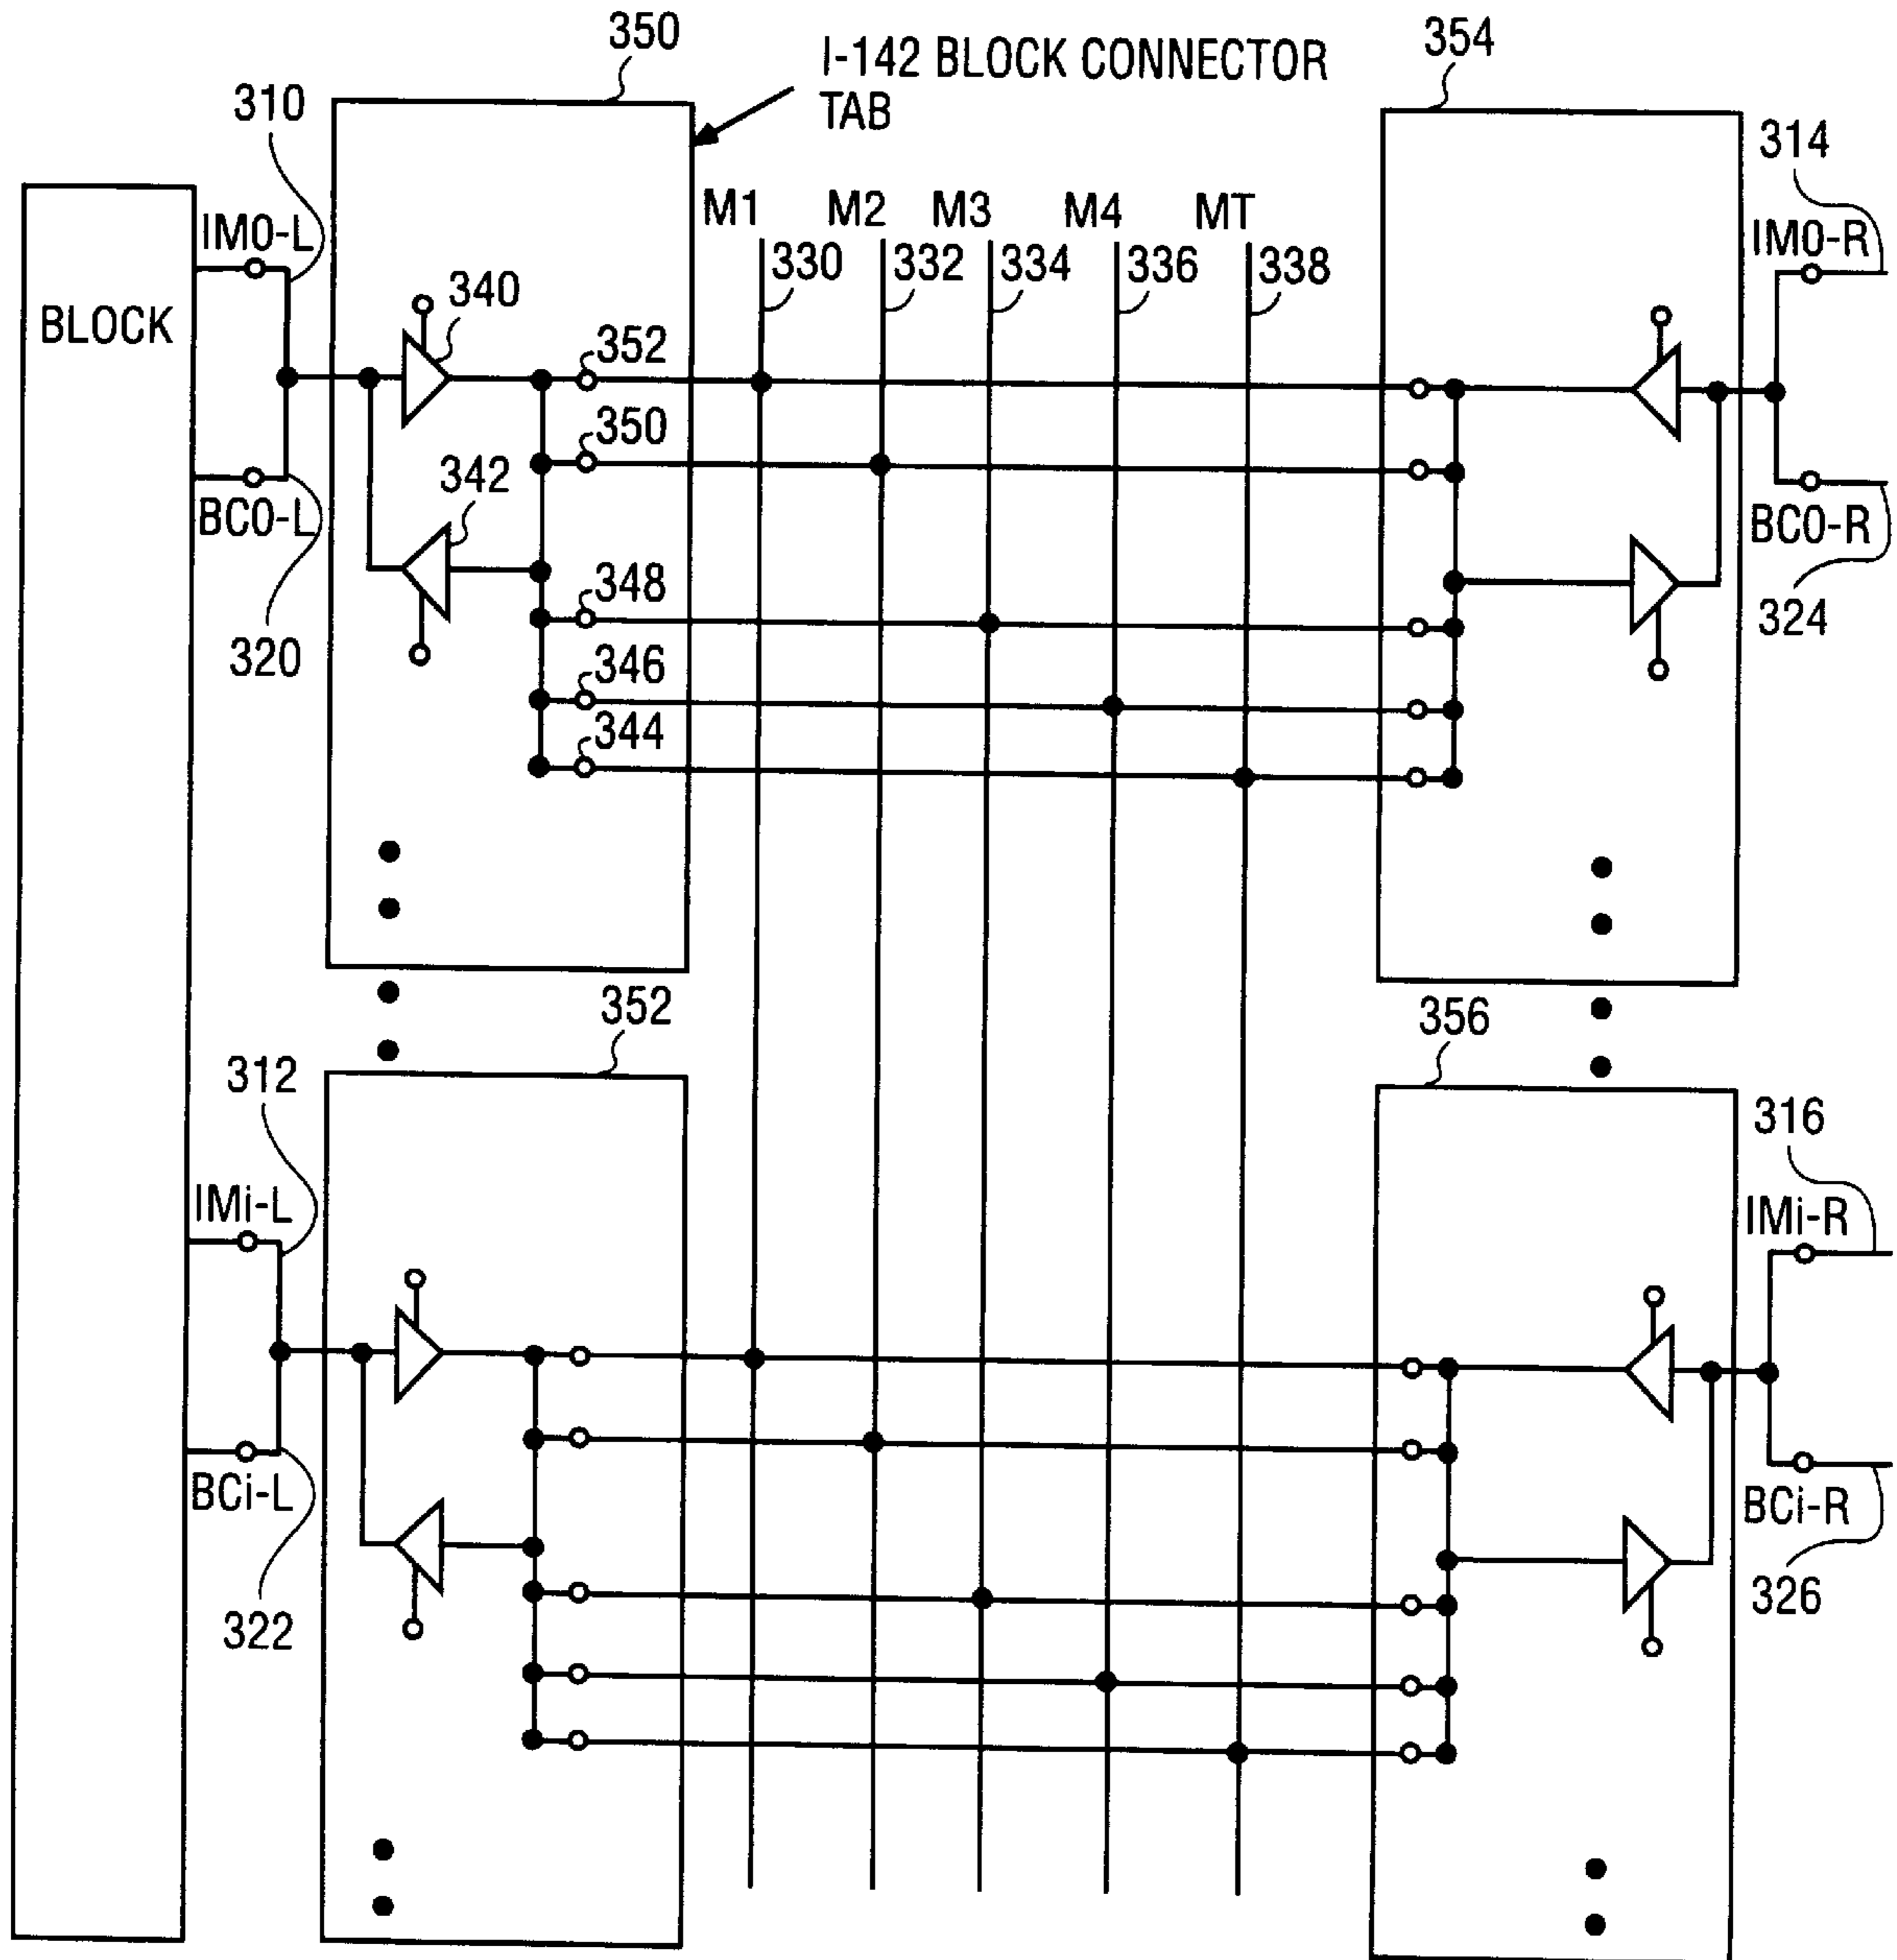 350
I-142 BLOCK CONNECTOR
TAB
354
310
314
BLOCK
IM0-L
M1
M2
M3
M4
MT
IM0-R
330
332
334
336
338
340
352
350
342
BC0-L
BC0-R
348
320
324
346
344
352
356
312
316
IMi-L
IMi-R
BCi-L
BCi-R
322
326